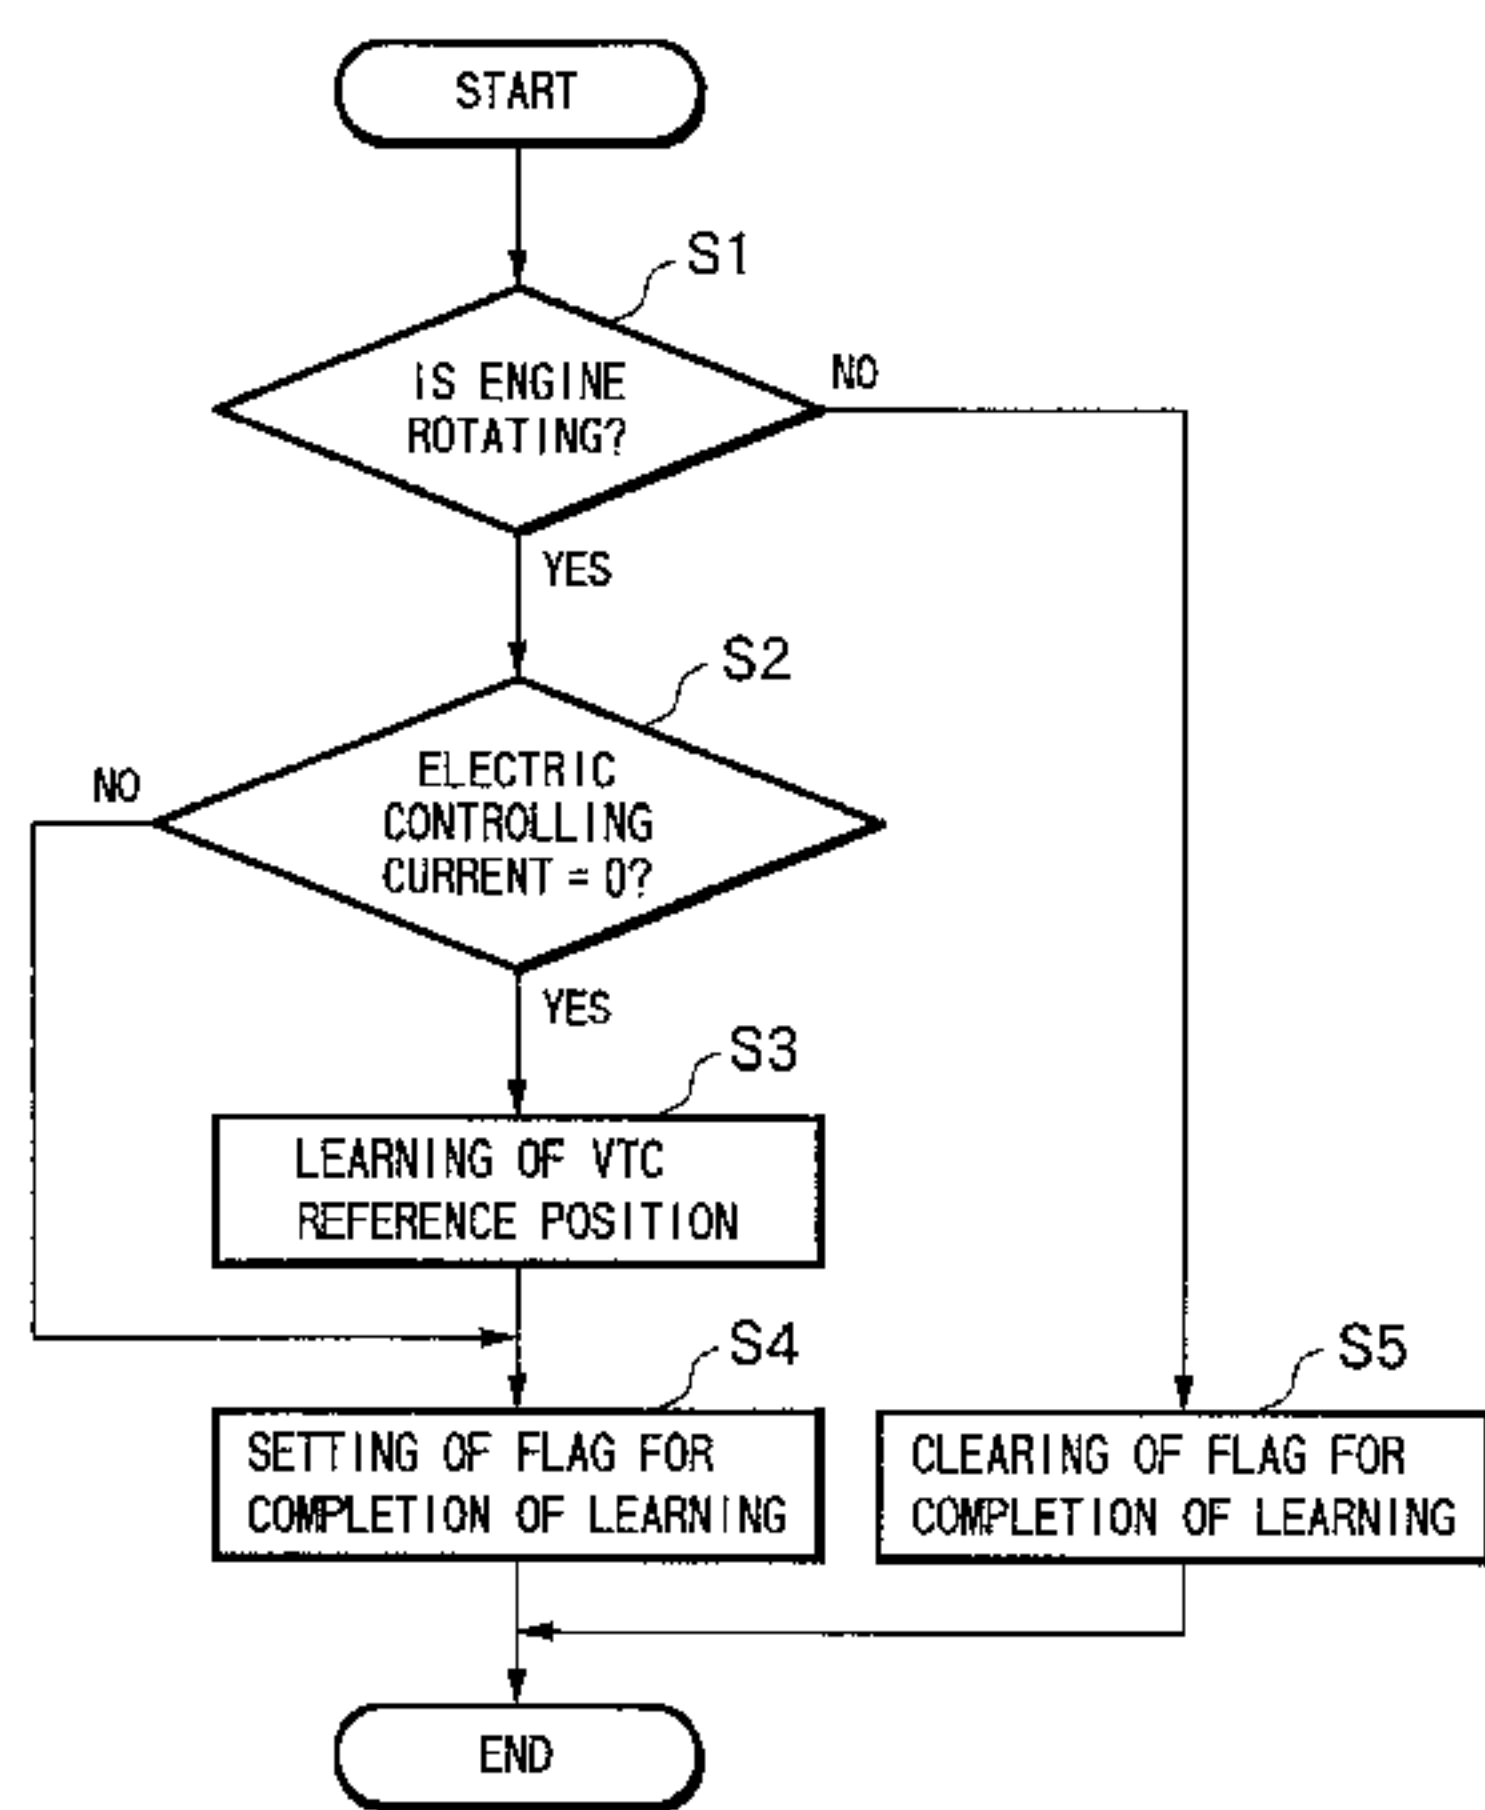 START
S1
IS ENGINE
ROTATING?
NO
YES
S2
ELECTRIC
CONTROLLING
CURRENT = 0?
NO
YES
S3
LEARNING OF VTC
REFERENCE POSITION
S4
SETTING OF FLAG FOR
COMPLETION OF LEARNING
S5
CLEARING OF FLAG FOR
COMPLETION OF LEARNING
END